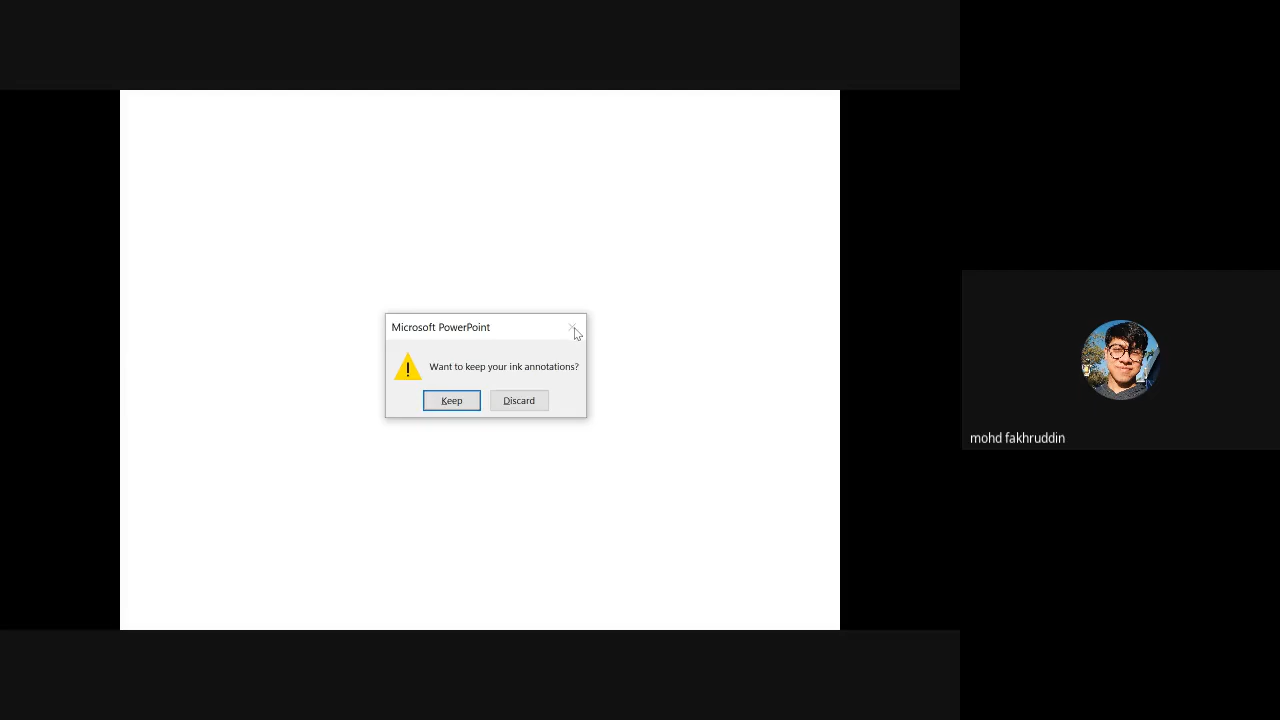 Microsoft PowerPoint
Want to keep your ink annotations?
Keep
Discard
mohd fakhruddin